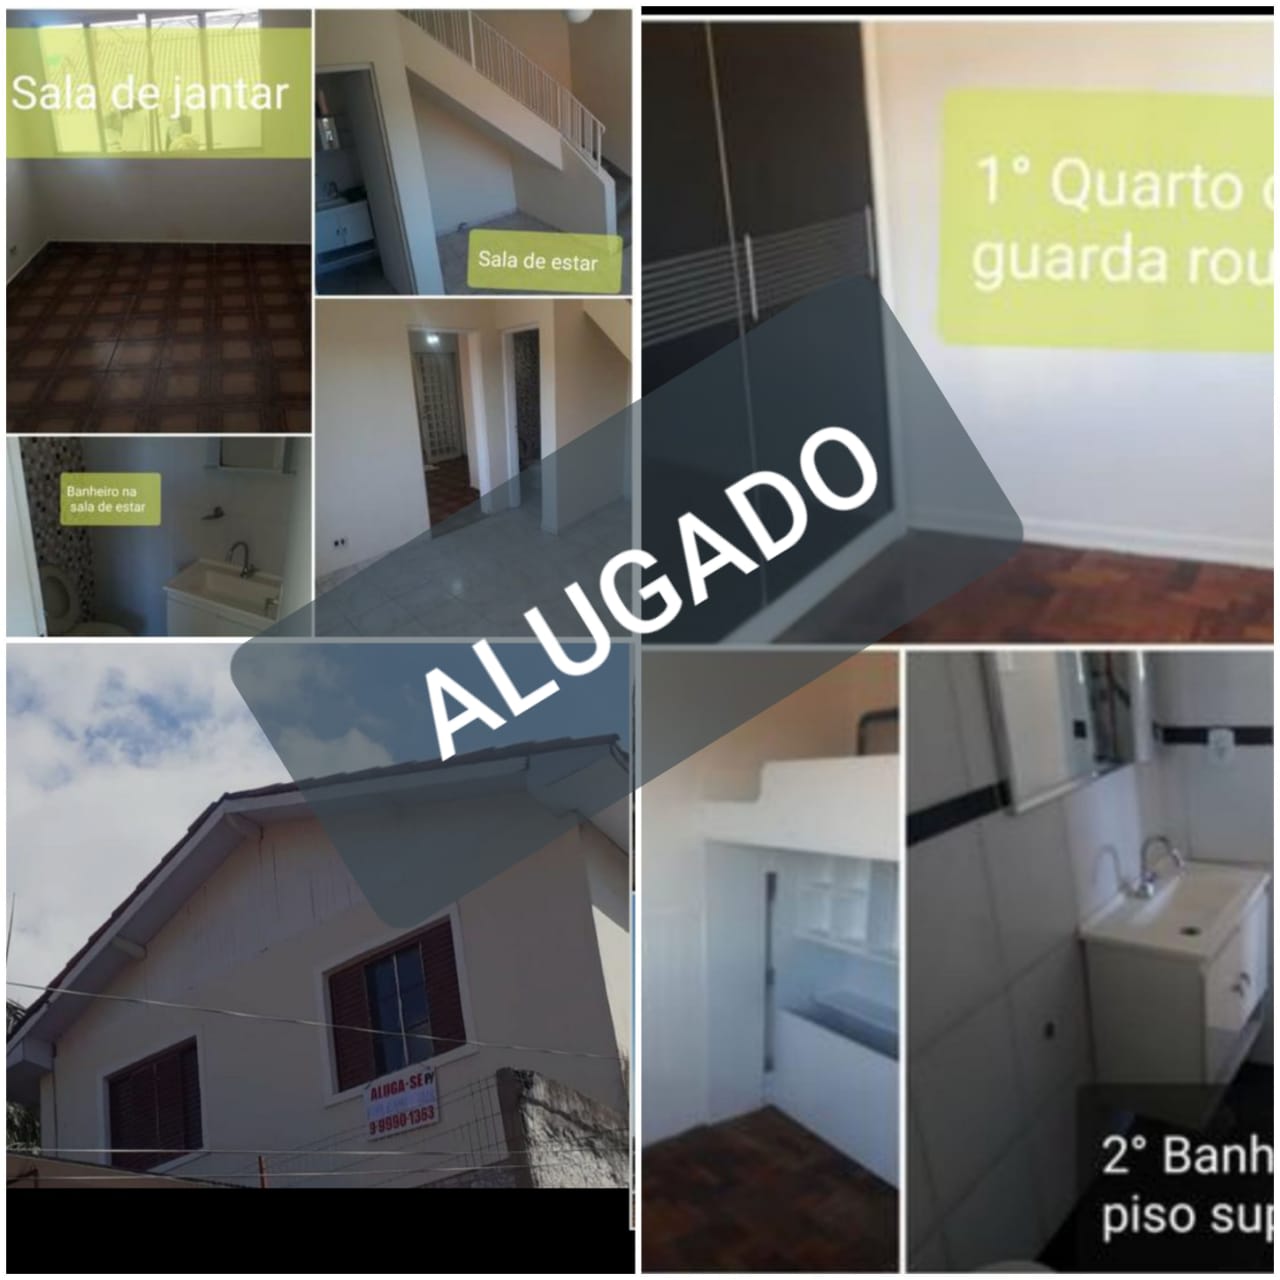 Sala de jantar
Sala de estar
Banheiro na
sala de estar
1° Quarto
guarda rou
ALUGADO
ALUGA-SE P/
9-9990-1363
2° Banh
piso sup